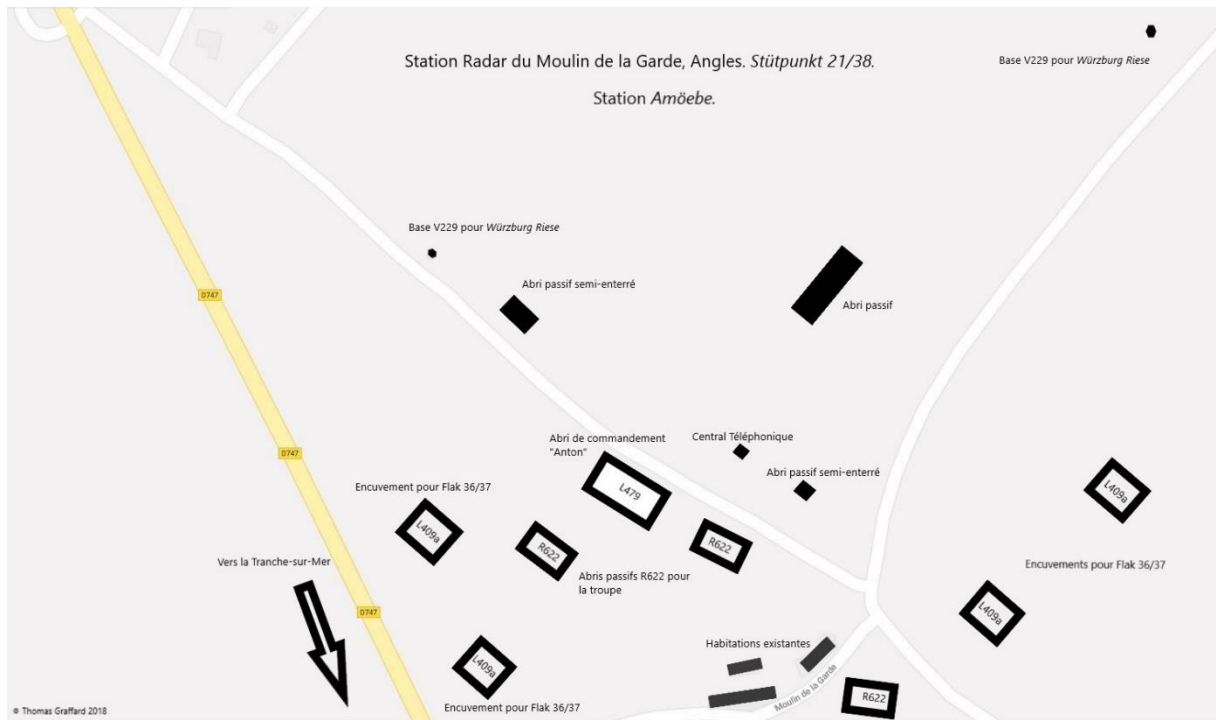 Station Radar du Moulin de la Garde, Angles. Stütpunkt 21/38.
Station Amöebe.
Base V229 pour Würzburg Riese
Base V229 pour Würzburg Riese
Abri passif semi-enterré
Abri passif
D747
Abri de commandement
"Anton"
L479
Central Téléphonique
Abri passif semi-enterré
D747
Encuvement pour Flak 36/37
L409a
R622
R622
L409a
Abris passifs R622 pour
la troupe
Vers la Tranche-sur-Mer
Encuvements pour Flak 36/37
L409a
D747
Habitations existantes
L409a
Encuvement pour Flak 36/37
Moulin de la Garde
R622
© Thomas Graffard 2018